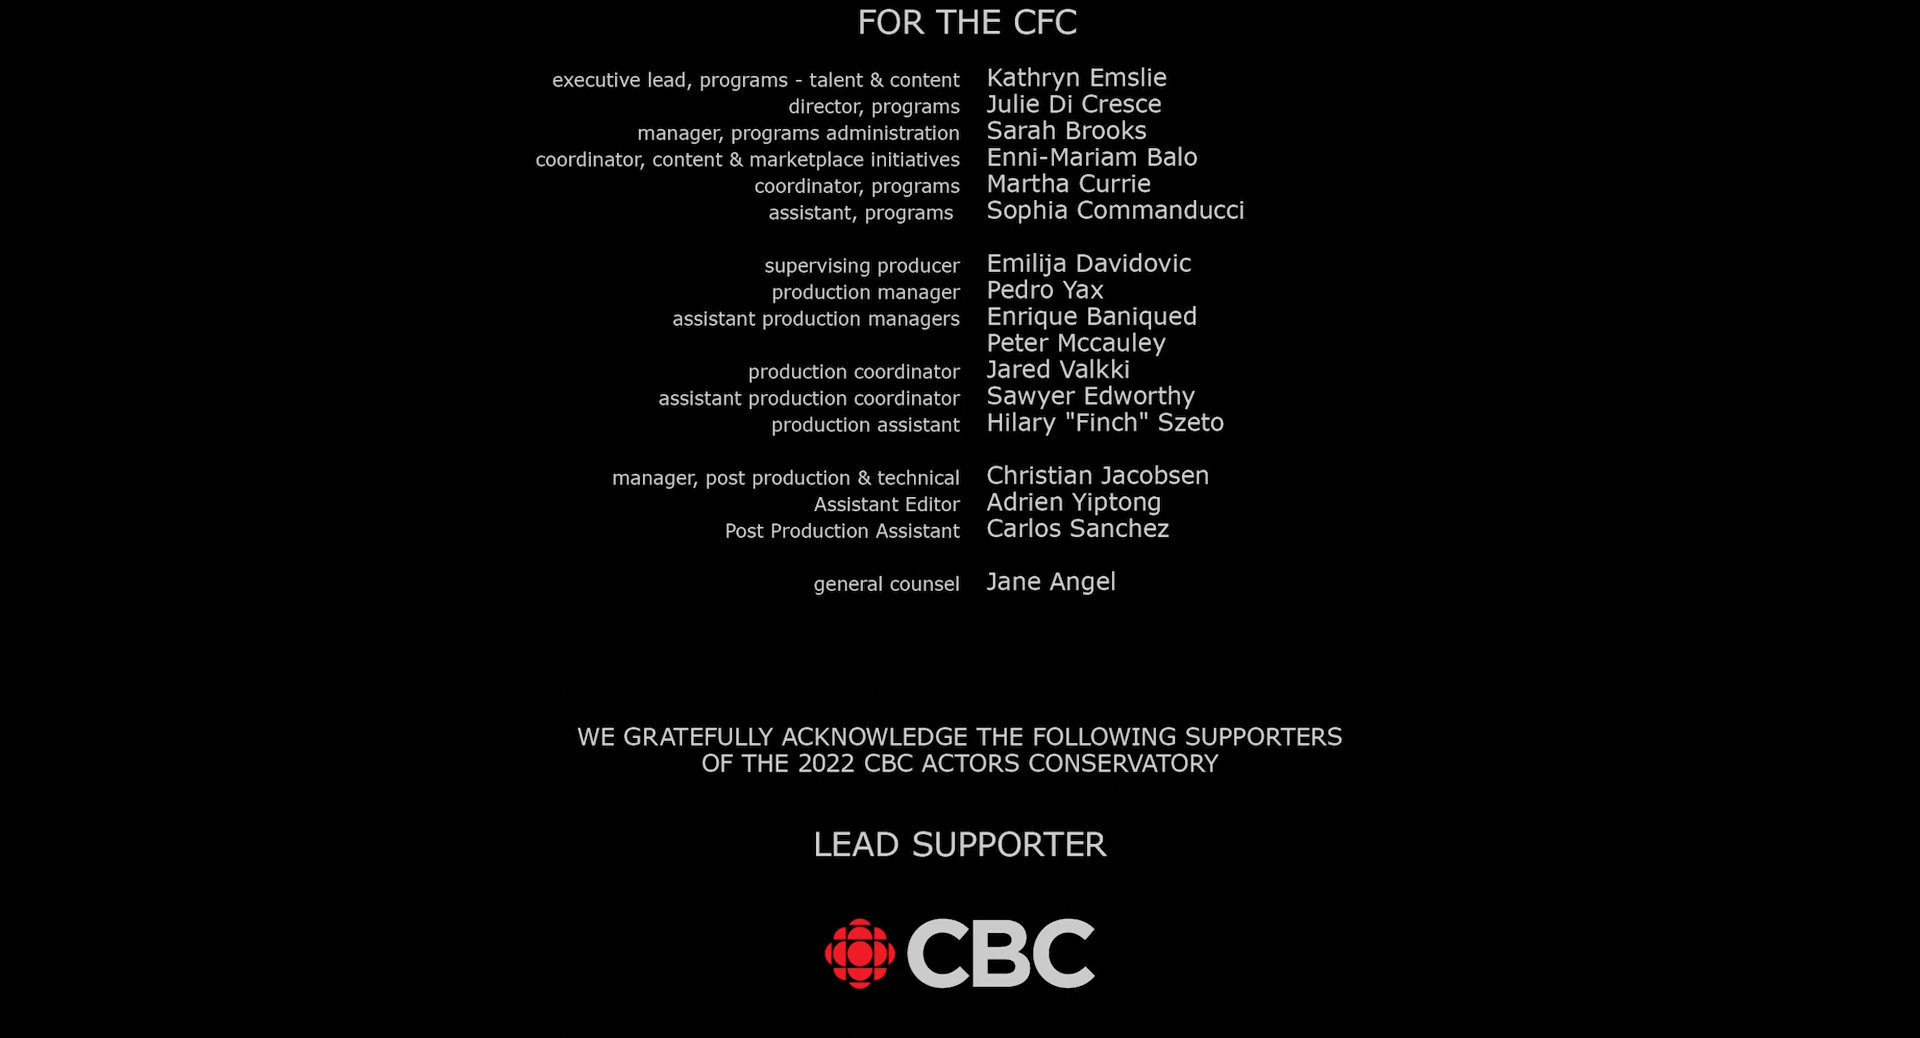 FOR THE CFC
executive lead, programs - talent & content Kathryn Emslie
director, programs Julie Di Cresce
manager, programs administration Sarah Brooks
coordinator, content & marketplace initiatives Enni-Mariam Balo
coordinator, programs Martha Currie
assistant, programs Sophia Commanducci
supervising producer Emilija Davidovic
production manager Pedro Yax
assistant production managers Enrique Baniqued
Peter Mccauley
production coordinator Jared Valkki
assistant production coordinator Sawyer Edworthy
production assistant Hilary "Finch" Szeto
manager, post production & technical Christian Jacobsen
Assistant Editor Adrien Yiptong
Post Production Assistant Carlos Sanchez
general counsel Jane Angel
WE GRATEFULLY ACKNOWLEDGE THE FOLLOWING SUPPORTERS
OF THE 2022 CBC ACTORS CONSERVATORY
LEAD SUPPORTER
CBC